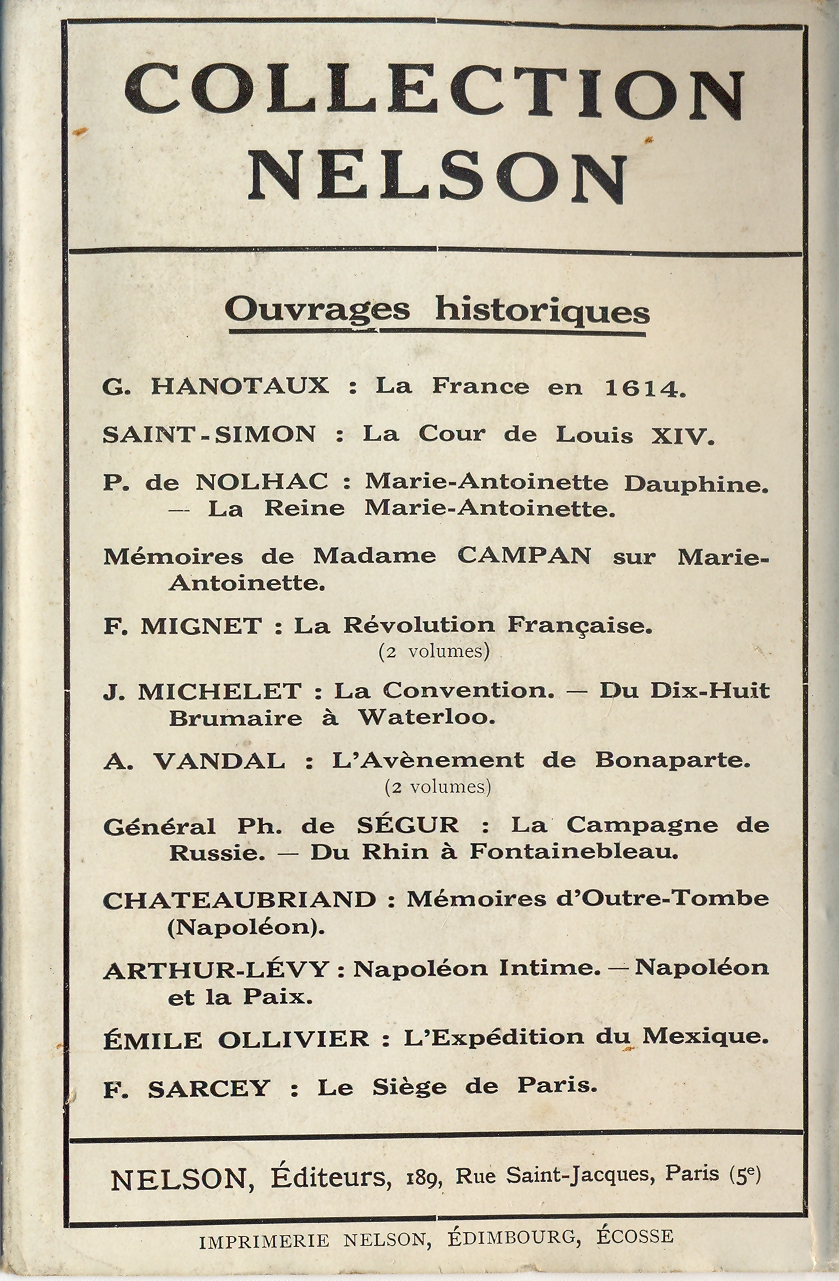 COLLECTION
NELSON
Ouvrages historiques
G. HANOTAUX : La France en 1614.
SAINT-SIMON : La Cour de Louis XIV.
P. de NOLHAC : Marie-Antoinette Dauphine.
— La Reine Marie-Antoinette.
Mémoires de Madame CAMPAN sur Marie-
Antoinette.
F. MIGNET : La Révolution Française.
(2 volumes)
J. MICHELET : La Convention. — Du Dix-Huit
Brumaire à Waterloo.
A. VANDAL : L'Avènement de Bonaparte.
(2 volumes)
Général Ph. de SÉGUR : La Campagne de
Russie. — Du Rhin à Fontainebleau.
CHATEAUBRIAND : Mémoires d'Outre-Tombe
(Napoléon).
ARTHUR-LÉVY : Napoléon Intime. — Napoléon
et la Paix.
ÉMILE OLLIVIER : L'Expédition du Mexique.
F. SARCEY : Le Siège de Paris.
NELSON, Éditeurs, 189, Rue Saint-Jacques, Paris (5e)
IMPRIMERIE NELSON, ÉDIMBOURG, ÉCOSSE